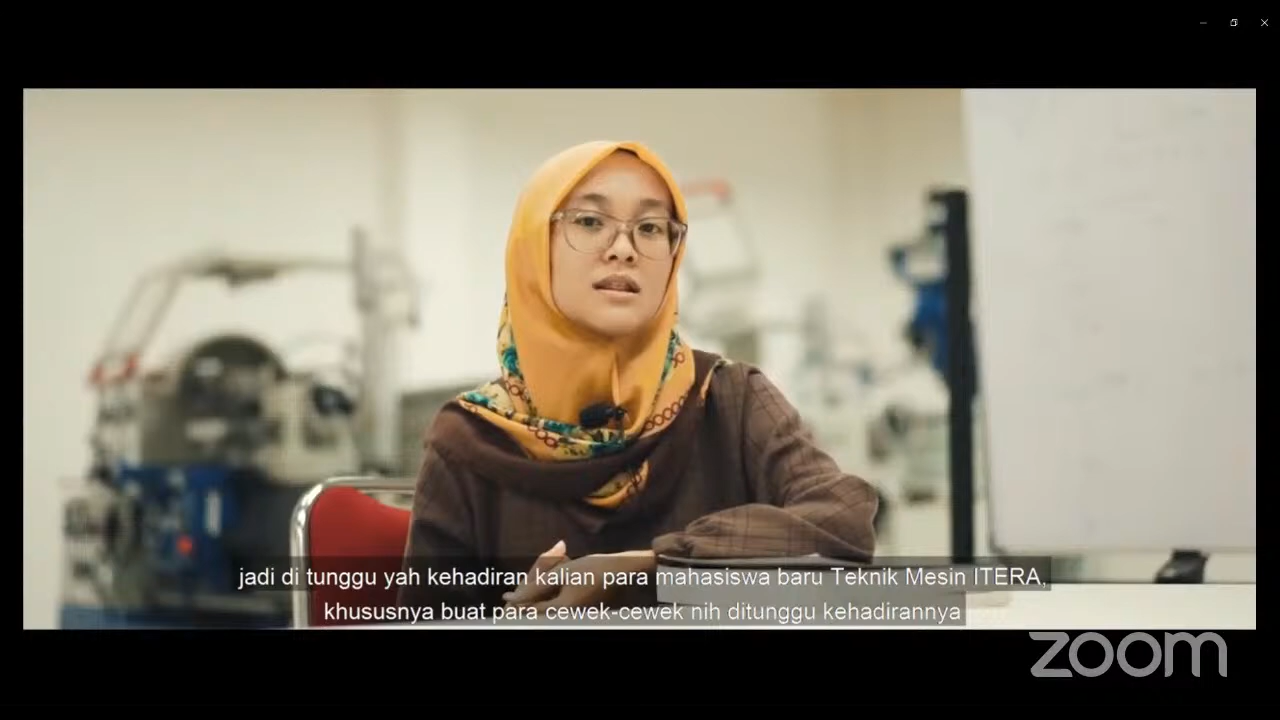 jadi di tunggu yah kehadiran kalian para mahasiswa baru Teknik Mesin ITERA,
khususnya buat para cewek-cewek nih ditunggu kehadirannya
zoom